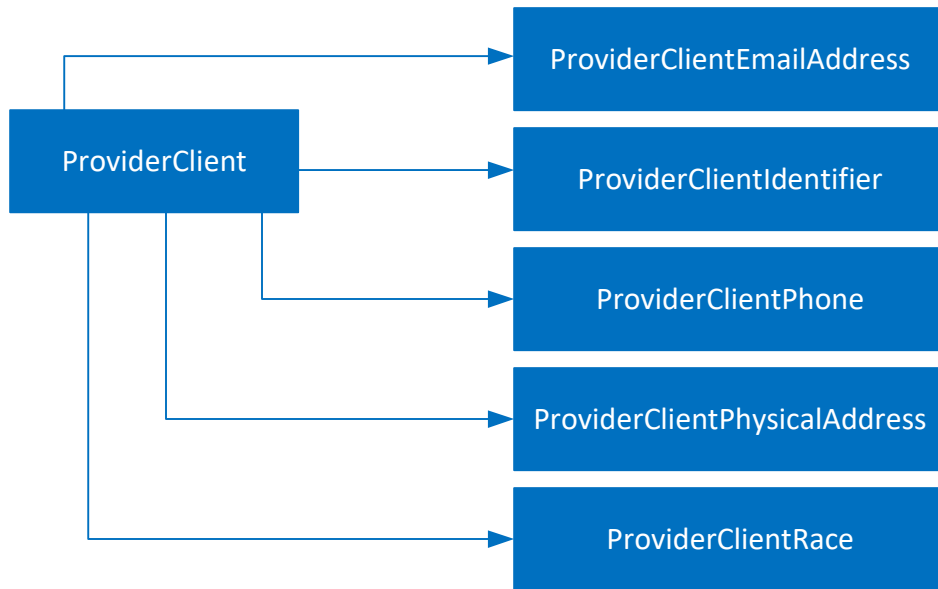 ProviderClientEmailAddress
ProviderClient
ProviderClientIdentifier
ProviderClientPhone
ProviderClientPhysicalAddress
ProviderClientRace